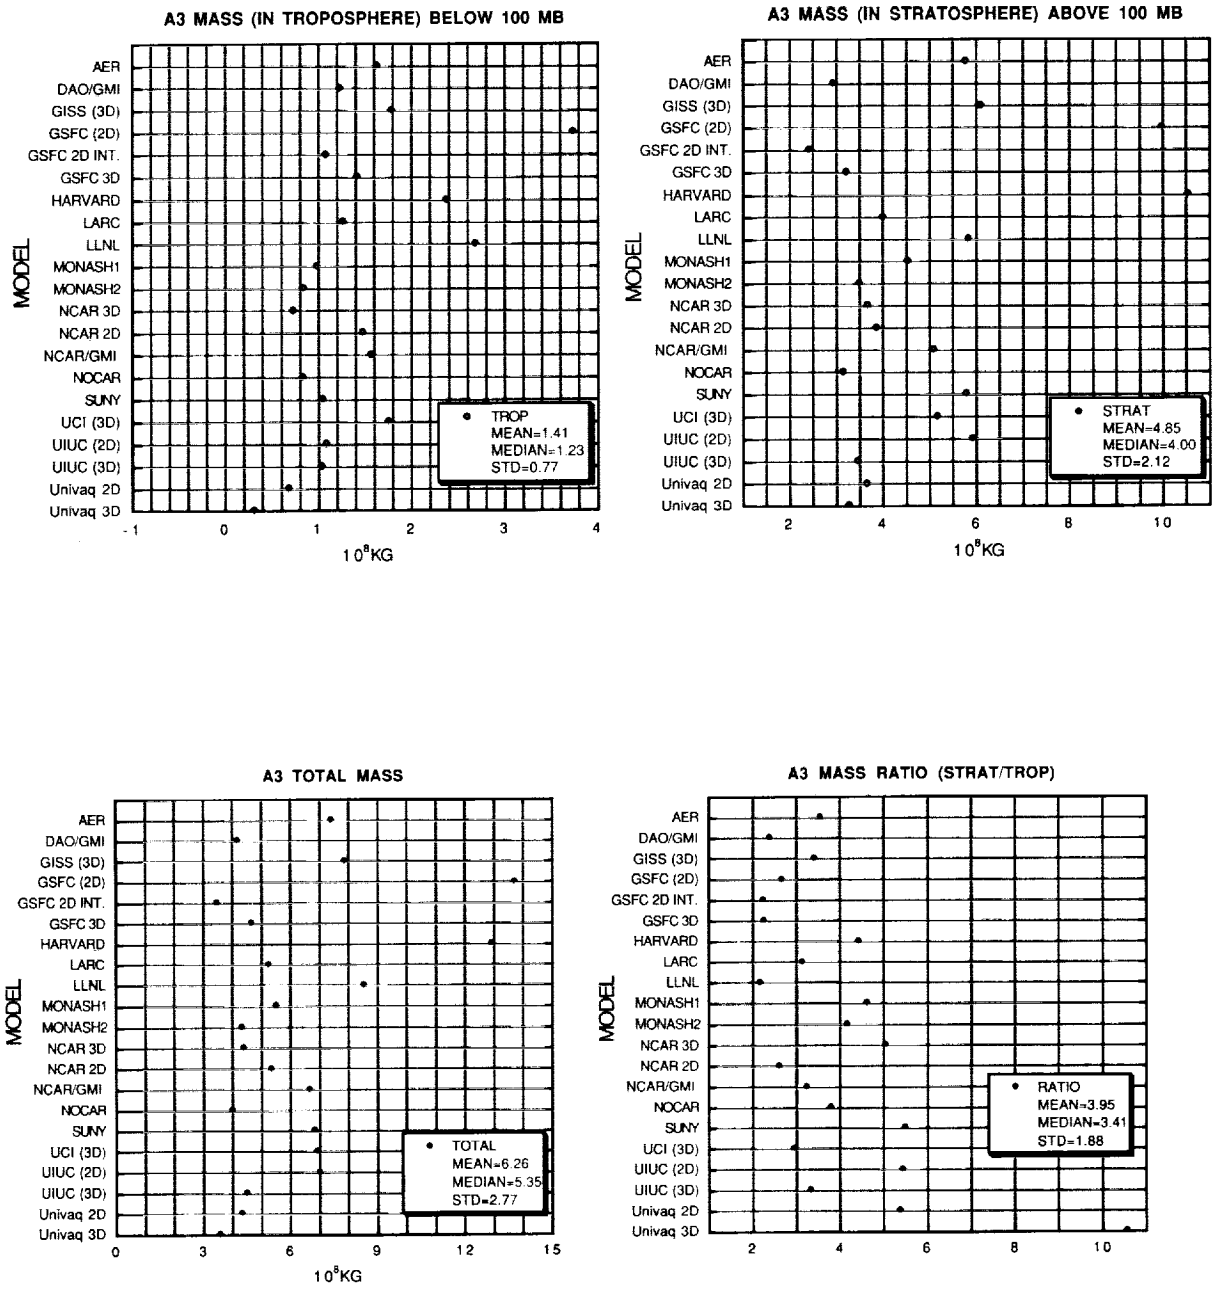 A3 MASS (IN TROPOSPHERE) BELOW 100 MB
AER
DAO/GMI
GISS (3D)
GSFC (2D)
GSFC 2D INT.
GSFC 3D
HARVARD
LARC
LLNL
MONASH1
MONASH2
NCAR 3D
NCAR 2D
NCAR/GMI
NOCAR
SUNY
UCI (3D)
UIUC (2D)
UIUC (3D)
Univaq 2D
Univaq 3D
MODEL
TROP
MEAN=1.41
MEDIAN=1.23
STD=0.77
-1 0 1 2 3 4
10⁸KG
A3 MASS (IN STRATOSPHERE) ABOVE 100 MB
AER
DAO/GMI
GISS (3D)
GSFC (2D)
GSFC 2D INT.
GSFC 3D
HARVARD
LARC
LLNL
MONASH1
MONASH2
NCAR 3D
NCAR 2D
NCAR/GMI
NOCAR
SUNY
UCI (3D)
UIUC (2D)
UIUC (3D)
Univaq 2D
Univaq 3D
MODEL
STRAT
MEAN=4.85
MEDIAN=4.00
STD=2.12
2 4 6 8 10
10⁸KG
A3 TOTAL MASS
AER
DAO/GMI
GISS (3D)
GSFC (2D)
GSFC 2D INT.
GSFC 3D
HARVARD
LARC
LLNL
MONASH1
MONASH2
NCAR 3D
NCAR 2D
NCAR/GMI
NOCAR
SUNY
UCI (3D)
UIUC (2D)
UIUC (3D)
Univaq 2D
Univaq 3D
MODEL
TOTAL
MEAN=6.26
MEDIAN=5.35
STD=2.77
0 3 6 9 12 15
10⁸KG
A3 MASS RATIO (STRAT/TROP)
AER
DAO/GMI
GISS (3D)
GSFC (2D)
GSFC 2D INT.
GSFC 3D
HARVARD
LARC
LLNL
MONASH1
MONASH2
NCAR 3D
NCAR 2D
NCAR/GMI
NOCAR
SUNY
UCI (3D)
UIUC (2D)
UIUC (3D)
Univaq 2D
Univaq 3D
MODEL
RATIO
MEAN=3.95
MEDIAN=3.41
STD=1.88
2 4 6 8 10